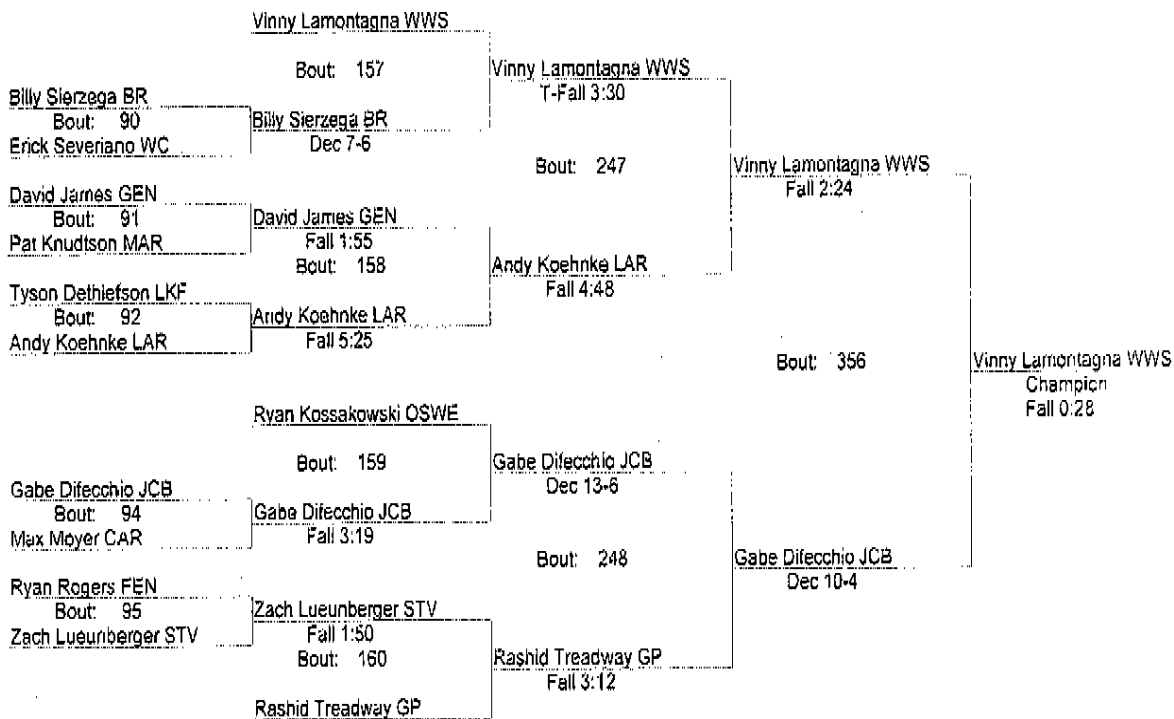 Vinny Lamontagna WWS
Bout: 157
Vinny Lamontagna WWS
T-Fall 3:30
Billy Sierzega BR
Bout: 90
Erick Severiano WC
Billy Sierzega BR
Dec 7-6
Bout: 247
Vinny Lamontagna WWS
Fall 2:24
David James GEN
Bout: 91
Pat Knudtson MAR
David James GEN
Fall 1:55
Bout: 158
Andy Koehnke LAR
Fall 4:48
Tyson Dethlefson LKF
Bout: 92
Andy Koehnke LAR
Andy Koehnke LAR
Fall 5:25
Bout: 356
Vinny Lamontagna WWS
Champion
Fall 0:28
Ryan Kossakowski OSWE
Bout: 159
Gabe Difecchio JCB
Dec 13-6
Gabe Difecchio JCB
Bout: 94
Max Moyer CAR
Gabe Difecchio JCB
Fall 3:19
Bout: 248
Gabe Difecchio JCB
Dec 10-4
Ryan Rogers FEN
Bout: 95
Zach Lueunberger STV
Zach Lueunberger STV
Fall 1:50
Bout: 160
Rashid Treadway GP
Fall 3:12
Rashid Treadway GP